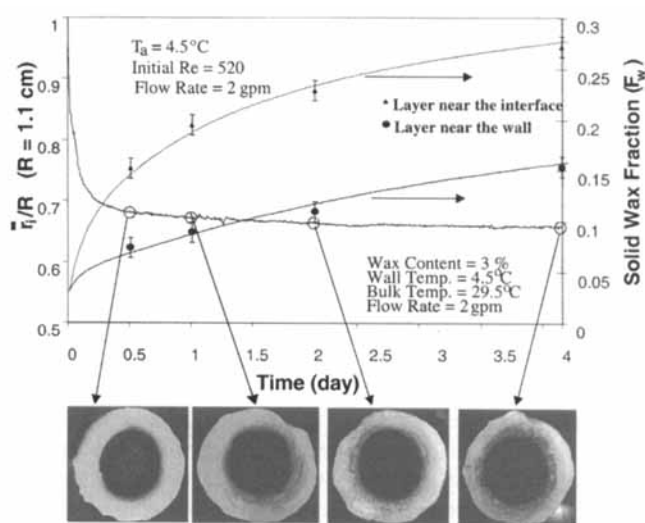 1
0.9
0.8
0.7
0.6
0.5
r̄i/R (R = 1.1 cm)
Ta = 4.5°C
Initial Re = 520
Flow Rate = 2 gpm
Layer near the interface
Layer near the wall
Wax Content = 3 %
Wall Temp. = 4.5°C
Bulk Temp. = 29.5°C
Flow Rate = 2 gpm
0.3
0.25
0.2
0.15
0.1
0.05
0
Solid Wax Fraction (Fw)
0 0.5 1 1.5 2 2.5 3 3.5 4
Time (day)